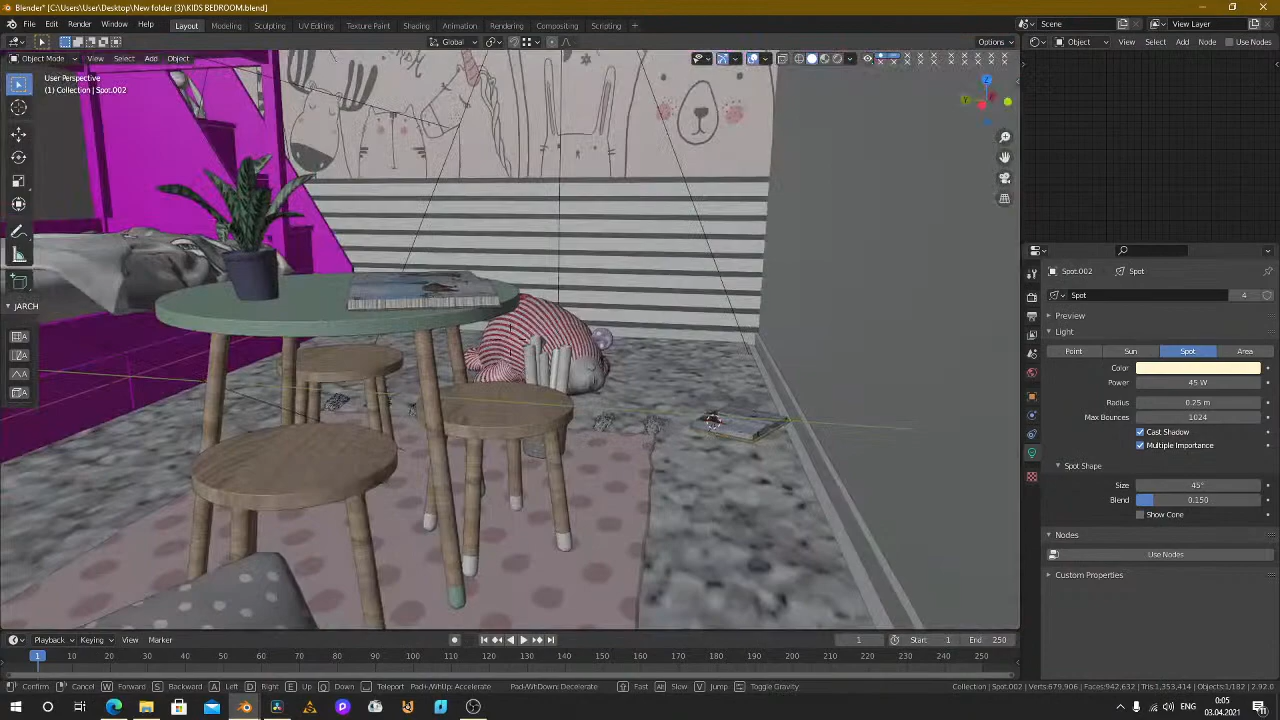 Blender* [C:\Users\User\Desktop\New folder (3)\KIDS BEDROOM.blend]
File Edit Render Window Help Layout Modeling Sculpting UV Editing Texture Paint Shading Animation Rendering Compositing Scripting + Scene View Layer
Global Options Object View Select Add Node Use Nodes
Object Mode View Select Add Object
User Perspective
(1) Collection | Spot.002
Z
Y
JARCH
Spot.002 Spot
Spot 4
Preview
Light
Point Sun Spot Area
Color
Power 45 W
Radius 0.25 m
Max Bounces 1024
Cast Shadow
Multiple Importance
Spot Shape
Size 45°
Blend 0.150
Show Cone
Nodes
Use Nodes
Custom Properties
Playback Keying View Marker 1 Start 1 End 250
1 10 20 30 40 50 60 70 80 90 100 110 120 130 140 150 160 170 180 190 200 210 220 230 240 250
Confirm Cancel W Forward S Backward A Left D Right E Up Q Down Teleport Pad+/WhUp: Accelerate Pad-/WhDown: Decelerate Fast Slow V Jump Toggle Gravity Collection | Spot.002 | Verts:679,906 | Faces:942,632 | Tris:1,353,414 | Objects:1/182 | 2.92.0
0:05
03.04.2021